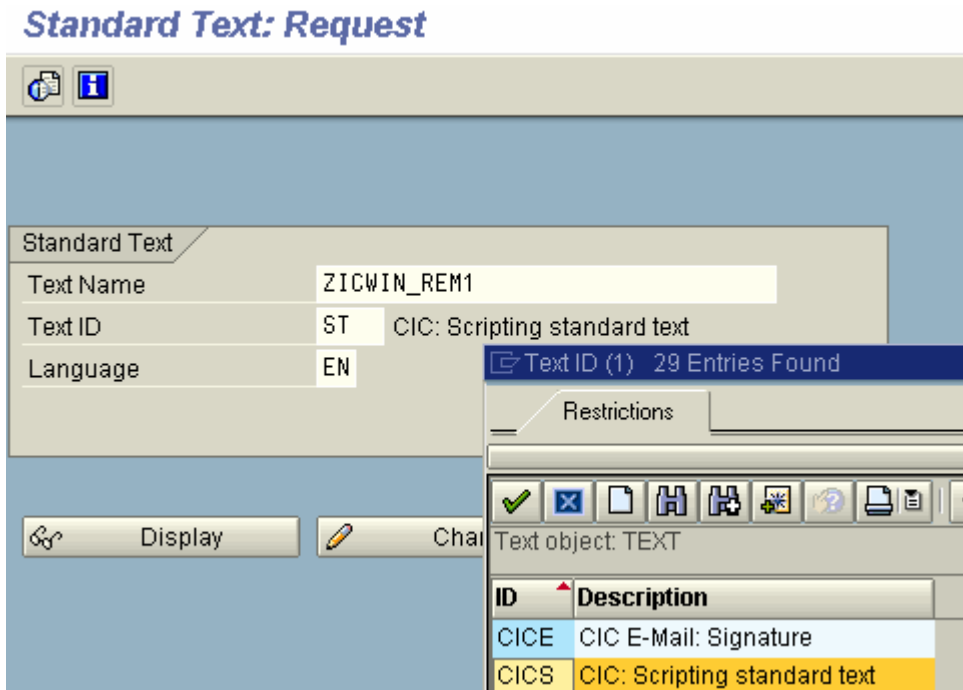 Standard Text: Request
Standard Text
Text Name ZICWIN_REM1
Text ID ST CIC: Scripting standard text
Language EN
Text ID (1) 29 Entries Found
Restrictions
Display Chai
Text object: TEXT
ID Description
CICE CIC E-Mail: Signature
CICS CIC: Scripting standard text